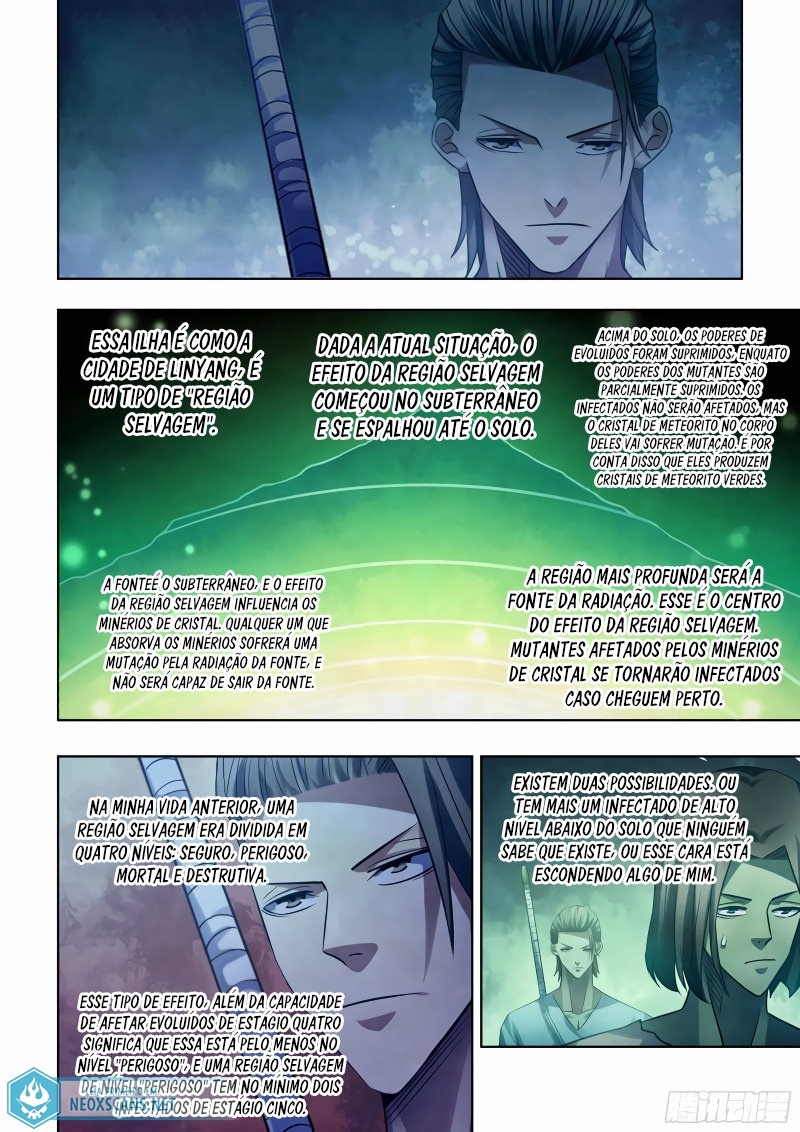 ESSA ILHA É COMO A
CIDADE DE LINYANG, É
UM TIPO DE "REGIÃO
SELVAGEM".
DADA A ATUAL SITUAÇÃO, O
EFEITO DA REGIÃO SELVAGEM
COMEÇOU NO SUBTERRÂNEO
E SE ESPALHOU ATÉ O SOLO.
ACIMA DO SOLO, OS PODERES DE
EVOLUIDOS FORAM SUPRIMIDOS, ENQUATO
OS PODERES DOS MUTANTES SÃO
PARCIALMENTE SUPRIMIDOS. OS
INFECTADOS NÃO SERÃO AFETADOS, MAS
O CRISTAL DE METEORITO NO CORPO
DELES VAI SOFRER MUTAÇÃO. E POR
CONTA DISSO QUE ELES PRODUZEM
CRISTAIS DE METEORITO VERDES.
A FONTEÉ O SUBTERRÂNEO, E O EFEITO
DA REGIÃO SELVAGEM INFLUENCIA OS
MINÉRIOS DE CRISTAL. QUALQUER UM QUE
ABSORVA OS MINÉRIOS SOFRERÁ UMA
MUTAÇÃO PELA RADIAÇÃO DA FONTE, E
NÃO SERÁ CAPAZ DE SAIR DA FONTE.
A REGIÃO MAIS PROFUNDA SERÁ A
FONTE DA RADIAÇÃO. ESSE É O CENTRO
DO EFEITO DA REGIÃO SELVAGEM.
MUTANTES AFETADOS PELOS MINÉRIOS
DE CRISTAL SE TORNARÃO INFECTADOS
CASO CHEGUEM PERTO.
NA MINHA VIDA ANTERIOR, UMA
REGIÃO SELVAGEM ERA DIVIDIDA EM
QUATRO NÍVEIS: SEGURO, PERIGOSO,
MORTAL E DESTRUTIVA.
ESSE TIPO DE EFEITO, ALÉM DA CAPACIDADE
DE AFETAR EVOLUÍDOS DE ESTÁGIO QUATRO
SIGNIFICA QUE ESSA ESTÁ PELO MENOS NO
NÍVEL "PERIGOSO", E UMA REGIÃO SELVAGEM
DE NÍVEL "PERIGOSO" TEM NO MÍNIMO DOIS
INFECTADOS DE ESTÁGIO CINCO.
EXISTEM DUAS POSSIBILIDADES. OU
TEM MAIS UM INFECTADO DE ALTO
NÍVEL ABAIXO DO SOLO QUE NINGUÉM
SABE QUE EXISTE, OU ESSE CARA ESTÁ
ESCONDENDO ALGO DE MIM.
NEOXSCANS.NET
腾讯动漫